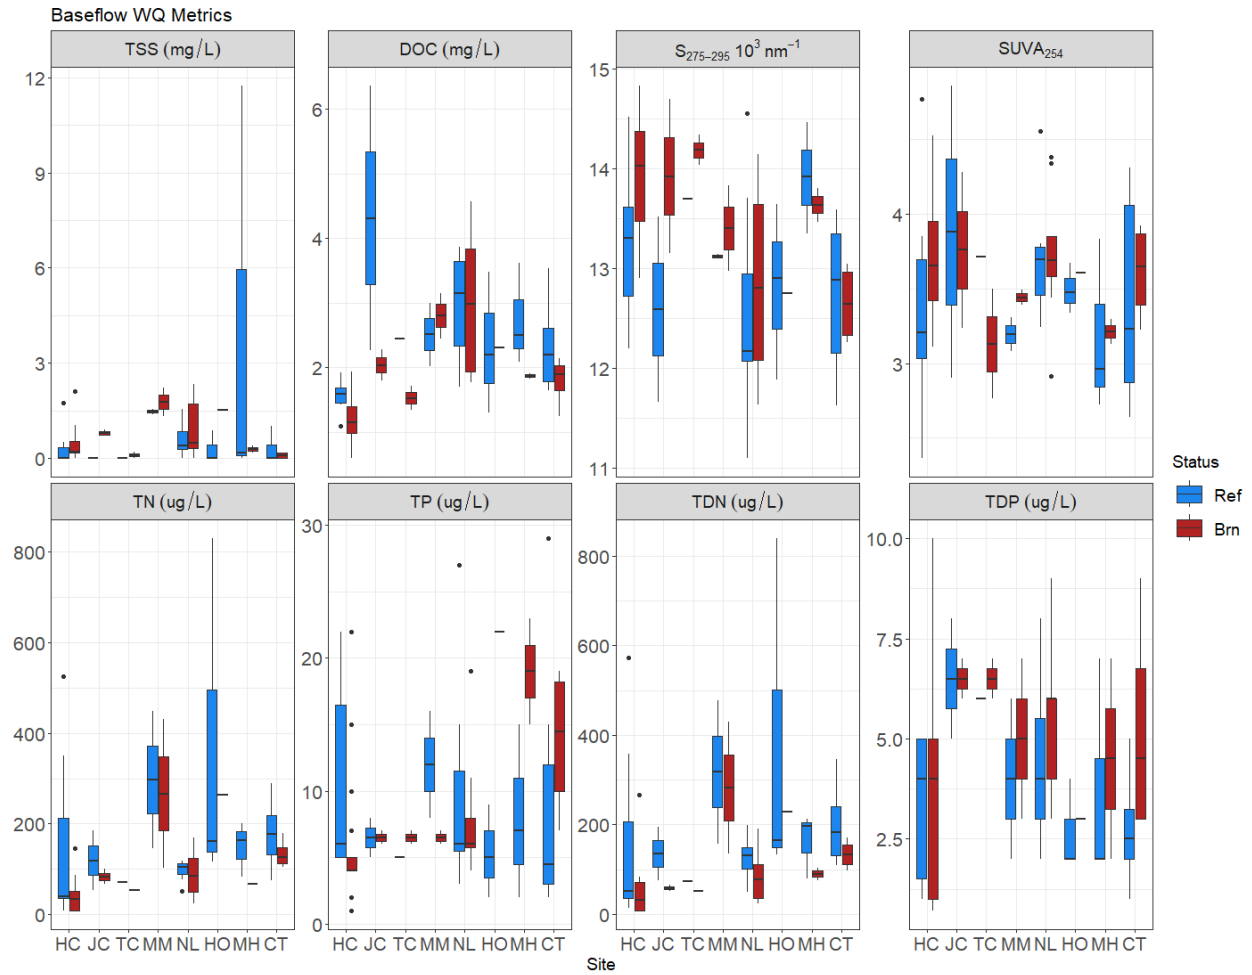 Baseflow WQ Metrics
TSS (mg/L)
DOC (mg/L)
S₂₇₅₋₂₉₅ 10³ nm⁻¹
SUVA₂₅₄
12
9
6
3
0
6
4
2
15
14
13
12
11
4
3
TN (ug/L)
TP (ug/L)
TDN (ug/L)
TDP (ug/L)
800
600
400
200
0
30
20
10
0
800
600
400
200
0
10.0
7.5
5.0
2.5
HC JC TC MM NL HO MH CT
HC JC TC MM NL HO MH CT
HC JC TC MM NL HO MH CT
HC JC TC MM NL HO MH CT
Site
Status
Ref
Brn